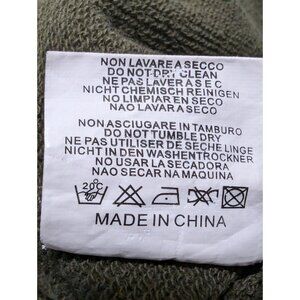 NON LAVARE A SECCO
DO NOT DRY CLEAN
NE PAS LAVER A SEC
NICHT CHEMISCH REINIGEN
NO LIMPIAR EN SECO
NAO LAVAR A SECO
NON ASCIUGARE IN TAMBURO
DO NOT TUMBLE DRY
NE PAS UTILISER DE SECHE LINGE
NICHT IN DEN WASHENTROCKNER
NO USAR LA SECADORA
NAO SECAR NA MAQUINA
20°C
MADE IN CHINA